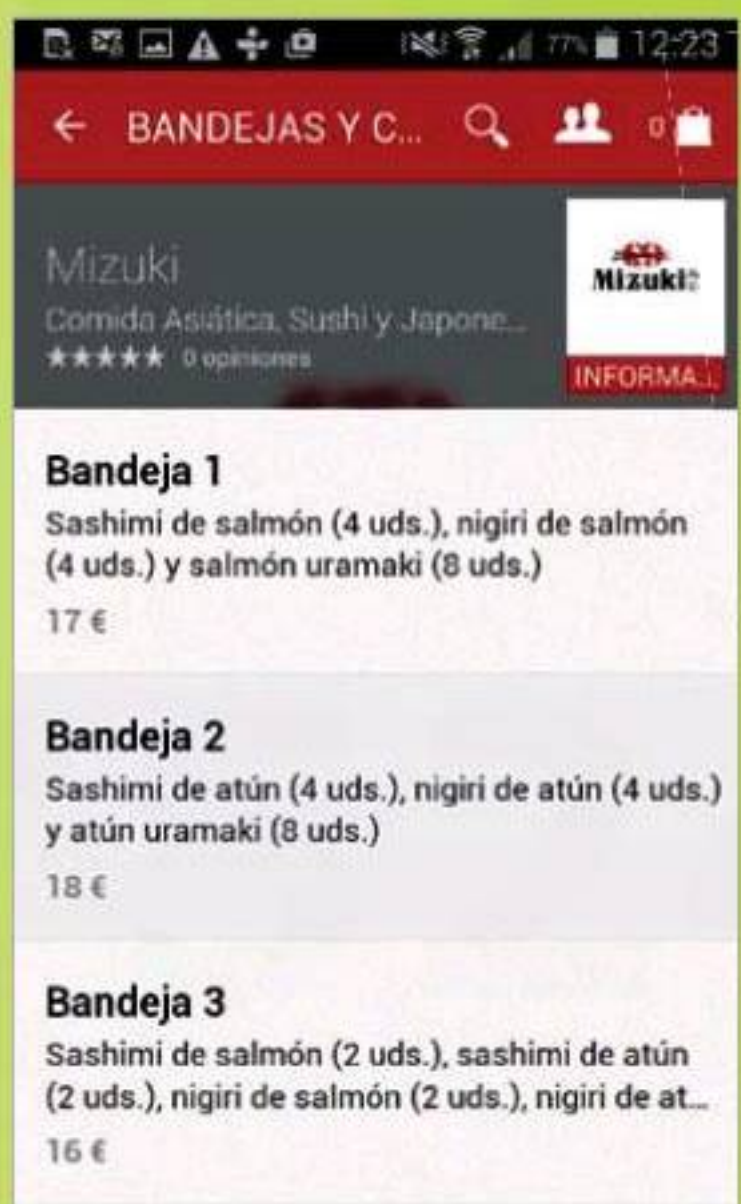 77% 12:23
BANDEJAS Y C... 0
Mizuki
Comida Asiática, Sushi y Japone...
0 opiniones
Mizuki
INFORMA...
Bandeja 1
Sashimi de salmón (4 uds.), nigiri de salmón
(4 uds.) y salmón uramaki (8 uds.)
17 €
Bandeja 2
Sashimi de atún (4 uds.), nigiri de atún (4 uds.)
y atún uramaki (8 uds.)
18 €
Bandeja 3
Sashimi de salmón (2 uds.), sashimi de atún
(2 uds.), nigiri de salmón (2 uds.), nigiri de at...
16 €